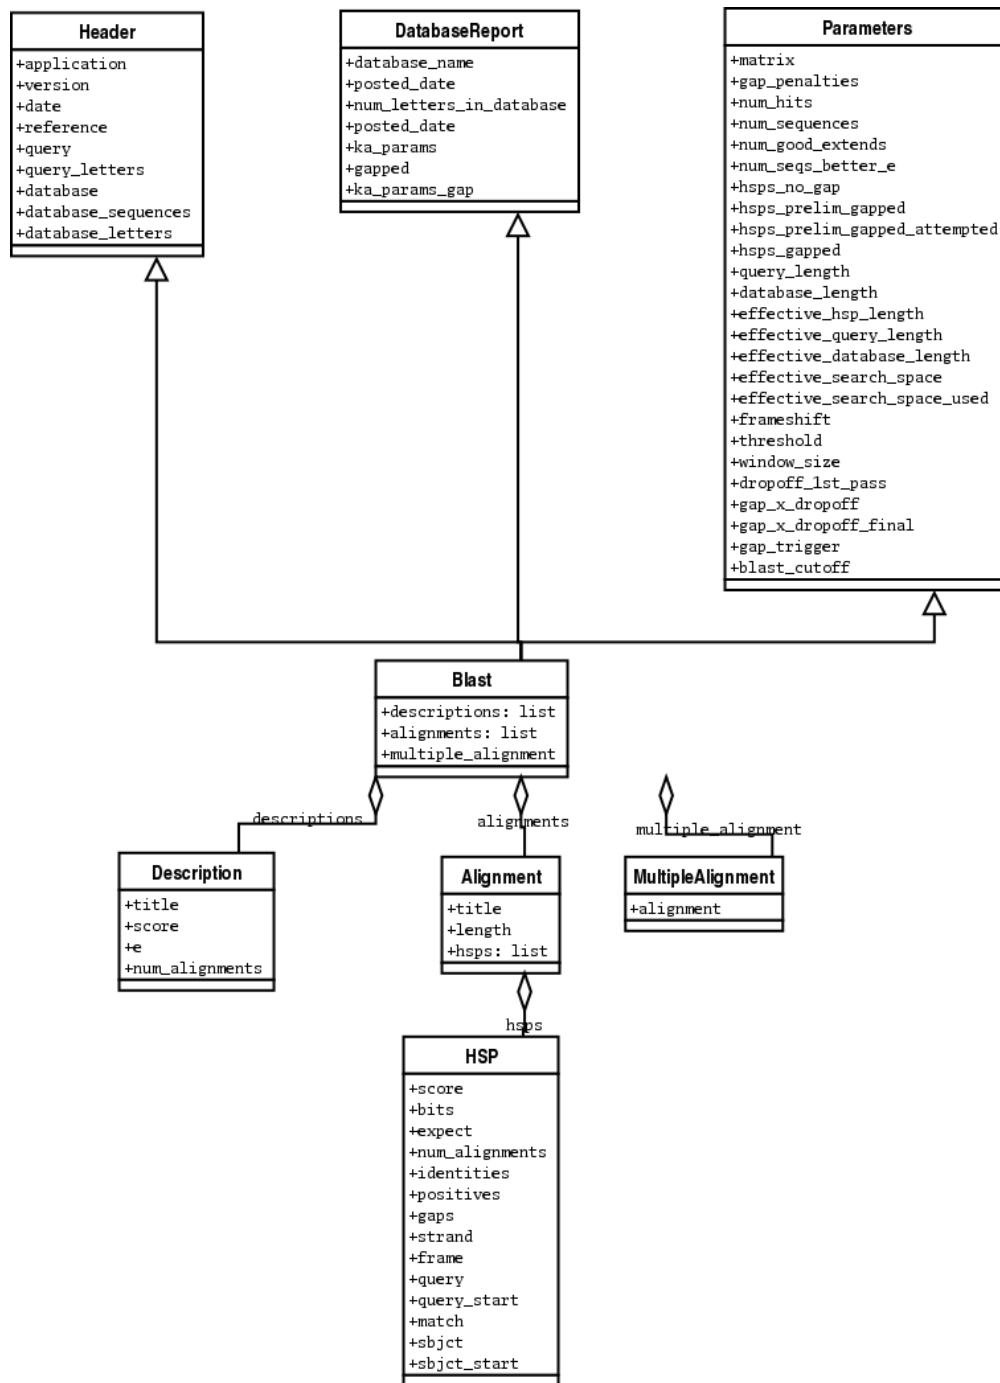 Header
+application
+version
+date
+reference
+query
+query_letters
+database
+database_sequences
+database_letters
DatabaseReport
+database_name
+posted_date
+num_letters_in_database
+posted_date
+ka_params
+gapped
+ka_params_gap
Parameters
+matrix
+gap_penalties
+num_hits
+num_sequences
+num_good_extends
+num_seqs_better_e
+hsps_no_gap
+hsps_prelim_gapped
+hsps_prelim_gapped_attempted
+hsps_gapped
+query_length
+database_length
+effective_hsp_length
+effective_query_length
+effective_database_length
+effective_search_space
+effective_search_space_used
+frameshift
+threshold
+window_size
+dropoff_1st_pass
+gap_x_dropoff
+gap_x_dropoff_final
+gap_trigger
+blast_cutoff
Blast
+descriptions: list
+alignments: list
+multiple_alignment
descriptions
alignments
multiple_alignment
Description
+title
+score
+e
+num_alignments
Alignment
+title
+length
+hsps: list
MultipleAlignment
+alignment
hsps
HSP
+score
+bits
+expect
+num_alignments
+identities
+positives
+gaps
+strand
+frame
+query
+query_start
+match
+sbjct
+sbjct_start